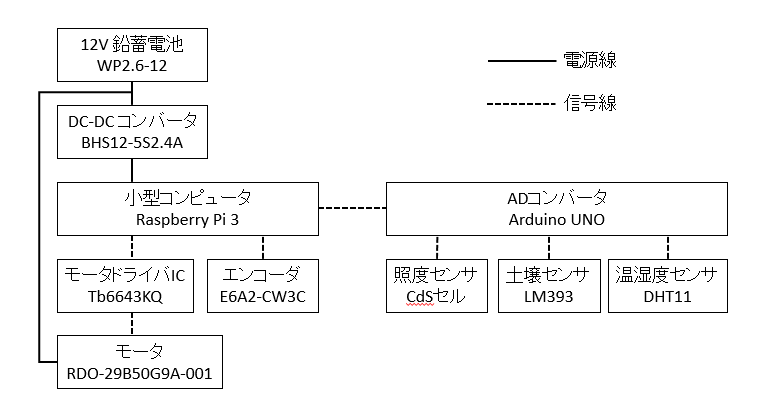 12V 鉛蓄電池
WP2.6-12
電源線
信号線
DC-DCコンバータ
BHS12-5S2.4A
小型コンピュータ
Raspberry Pi 3
ADコンバータ
Arduino UNO
モータドライバIC
Tb6643KQ
エンコーダ
E6A2-CW3C
照度センサ
CdSセル
土壌センサ
LM393
温湿度センサ
DHT11
モータ
RDO-29B50G9A-001